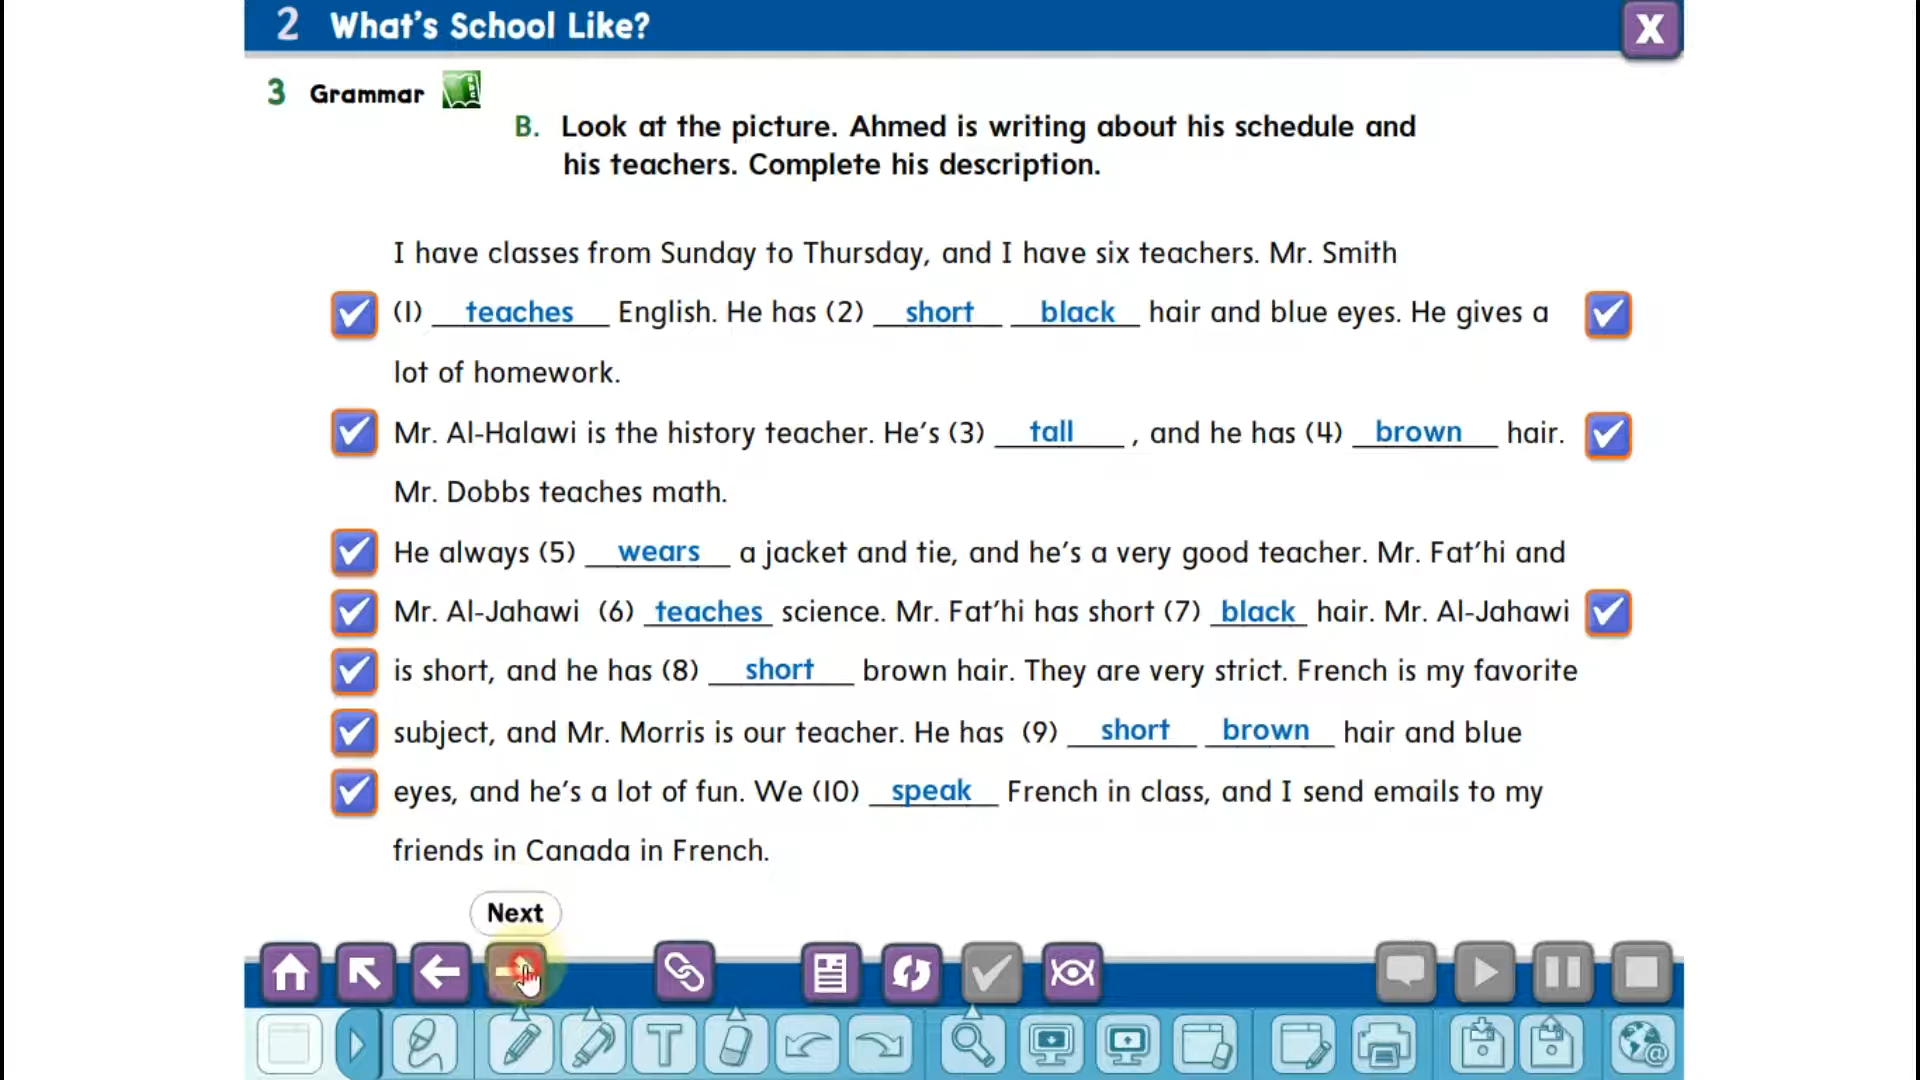 2 What's School Like?
X
3 Grammar
B. Look at the picture. Ahmed is writing about his schedule and
his teachers. Complete his description.
I have classes from Sunday to Thursday, and I have six teachers. Mr. Smith
(1) teaches English. He has (2) short black hair and blue eyes. He gives a
lot of homework.
Mr. Al-Halawi is the history teacher. He's (3) tall , and he has (4) brown hair.
Mr. Dobbs teaches math.
He always (5) wears a jacket and tie, and he's a very good teacher. Mr. Fat'hi and
Mr. Al-Jahawi (6) teaches science. Mr. Fat'hi has short (7) black hair. Mr. Al-Jahawi
is short, and he has (8) short brown hair. They are very strict. French is my favorite
subject, and Mr. Morris is our teacher. He has (9) short brown hair and blue
eyes, and he's a lot of fun. We (10) speak French in class, and I send emails to my
friends in Canada in French.
Next
T
@